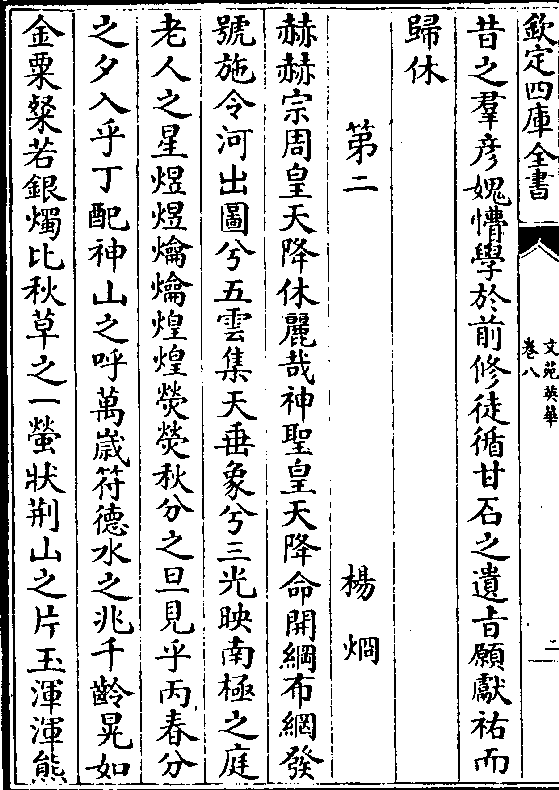 欽定四庫全書
文苑英華
卷八
二
昔之羣彥媿懵學於前修徒循甘石之遺旨願獻祐而
歸休
第二
楊烱
赫赫宗周皇天降休麗哉神聖皇天降命開綱布網發
號施令河出圖兮五雲集天垂象兮三光映南極之庭
老人之星煜煜爚爚煌煌熒熒秋分之旦見乎丙春分
之夕入乎丁配神山之呼萬歲符德水之兆千齡晃如
金粟粲若銀燭比秋草之一螢狀荆山之片玉渾渾熊